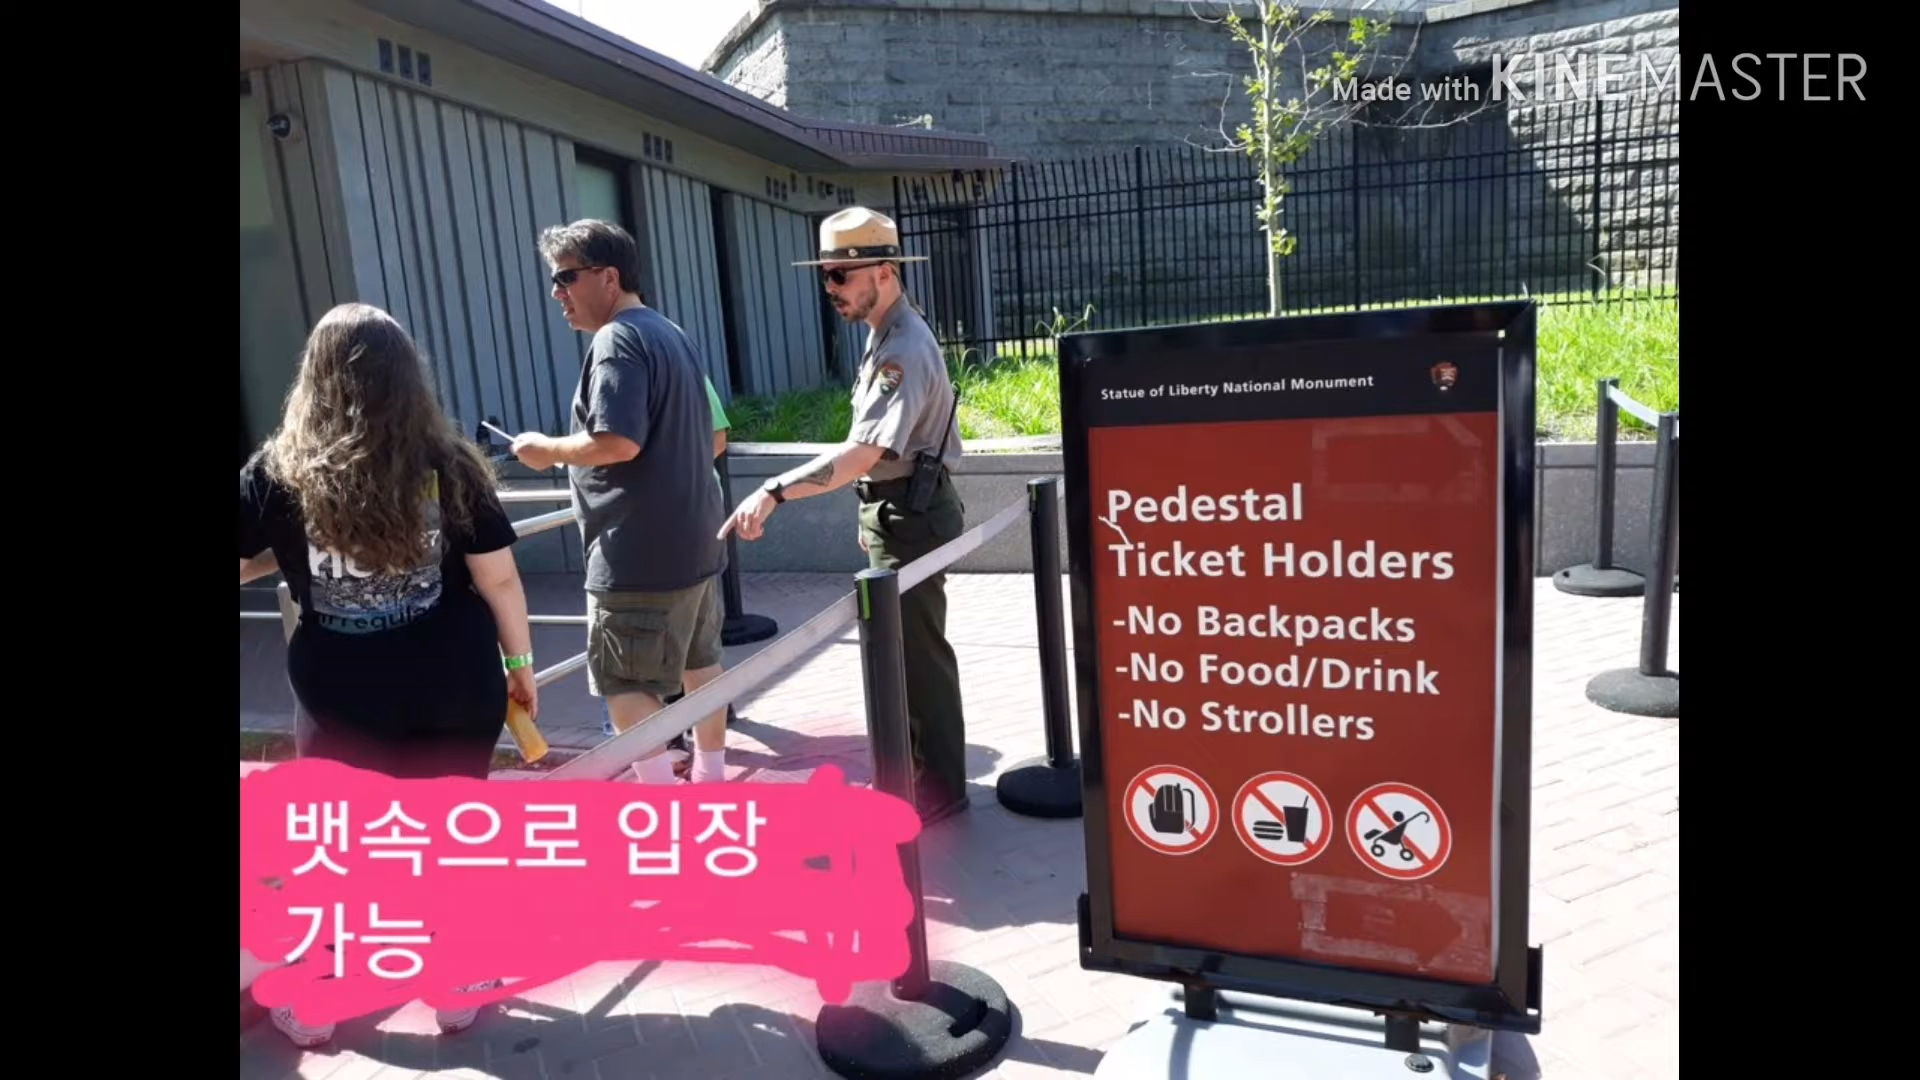 Made with KINEMASTER
Statue of Liberty National Monument
Pedestal
Ticket Holders
-No Backpacks
-No Food/Drink
-No Strollers
뱃속으로 입장
가능